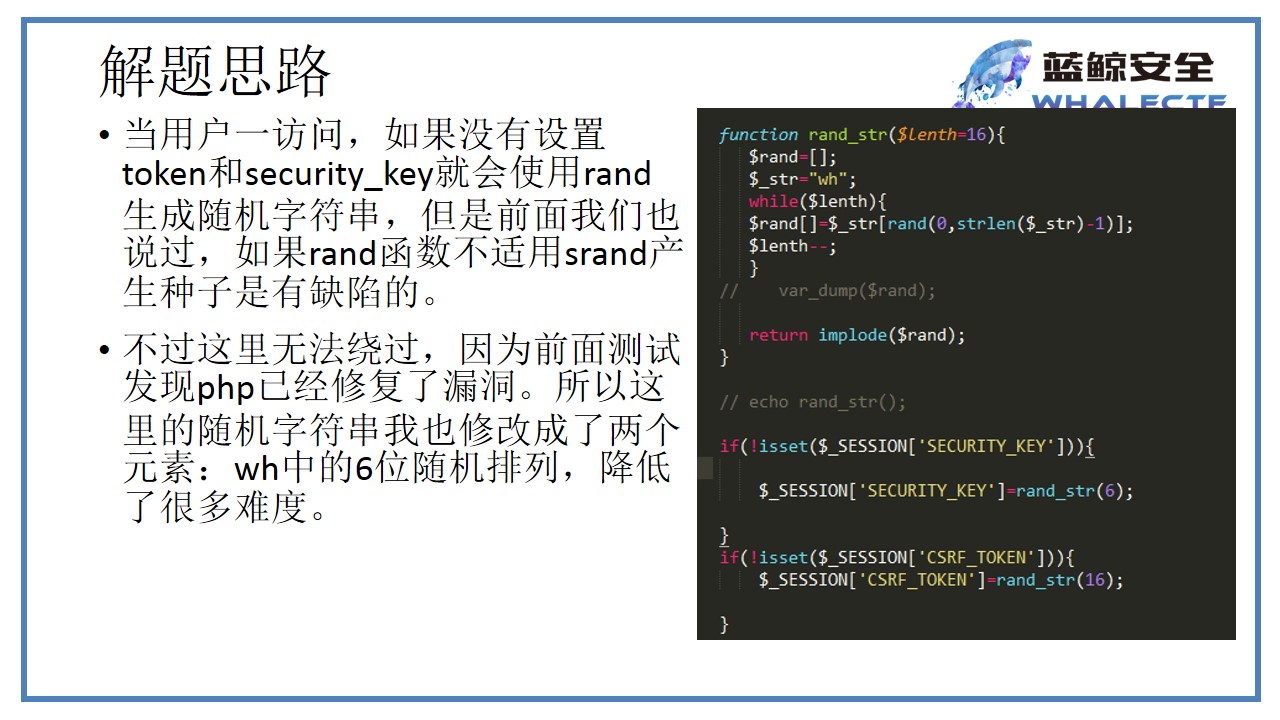 解题思路
蓝鲸安全
WHALECTF
• 当用户一访问，如果没有设置
token和security_key就会使用rand
生成随机字符串，但是前面我们也
说过，如果rand函数不适用srand产
生种子是有缺陷的。
• 不过这里无法绕过，因为前面测试
发现php已经修复了漏洞。所以这
里的随机字符串我也修改成了两个
元素：wh中的6位随机排列，降低
了很多难度。
function rand_str($lenth=16){
$rand=[];
$_str="wh";
while($lenth){
$rand[]=$_str[rand(0,strlen($_str)-1)];
$lenth--;
}
// var_dump($rand);
return implode($rand);
}
// echo rand_str();
if(!isset($_SESSION['SECURITY_KEY'])){
$_SESSION['SECURITY_KEY']=rand_str(6);
}
if(!isset($_SESSION['CSRF_TOKEN'])){
$_SESSION['CSRF_TOKEN']=rand_str(16);
}